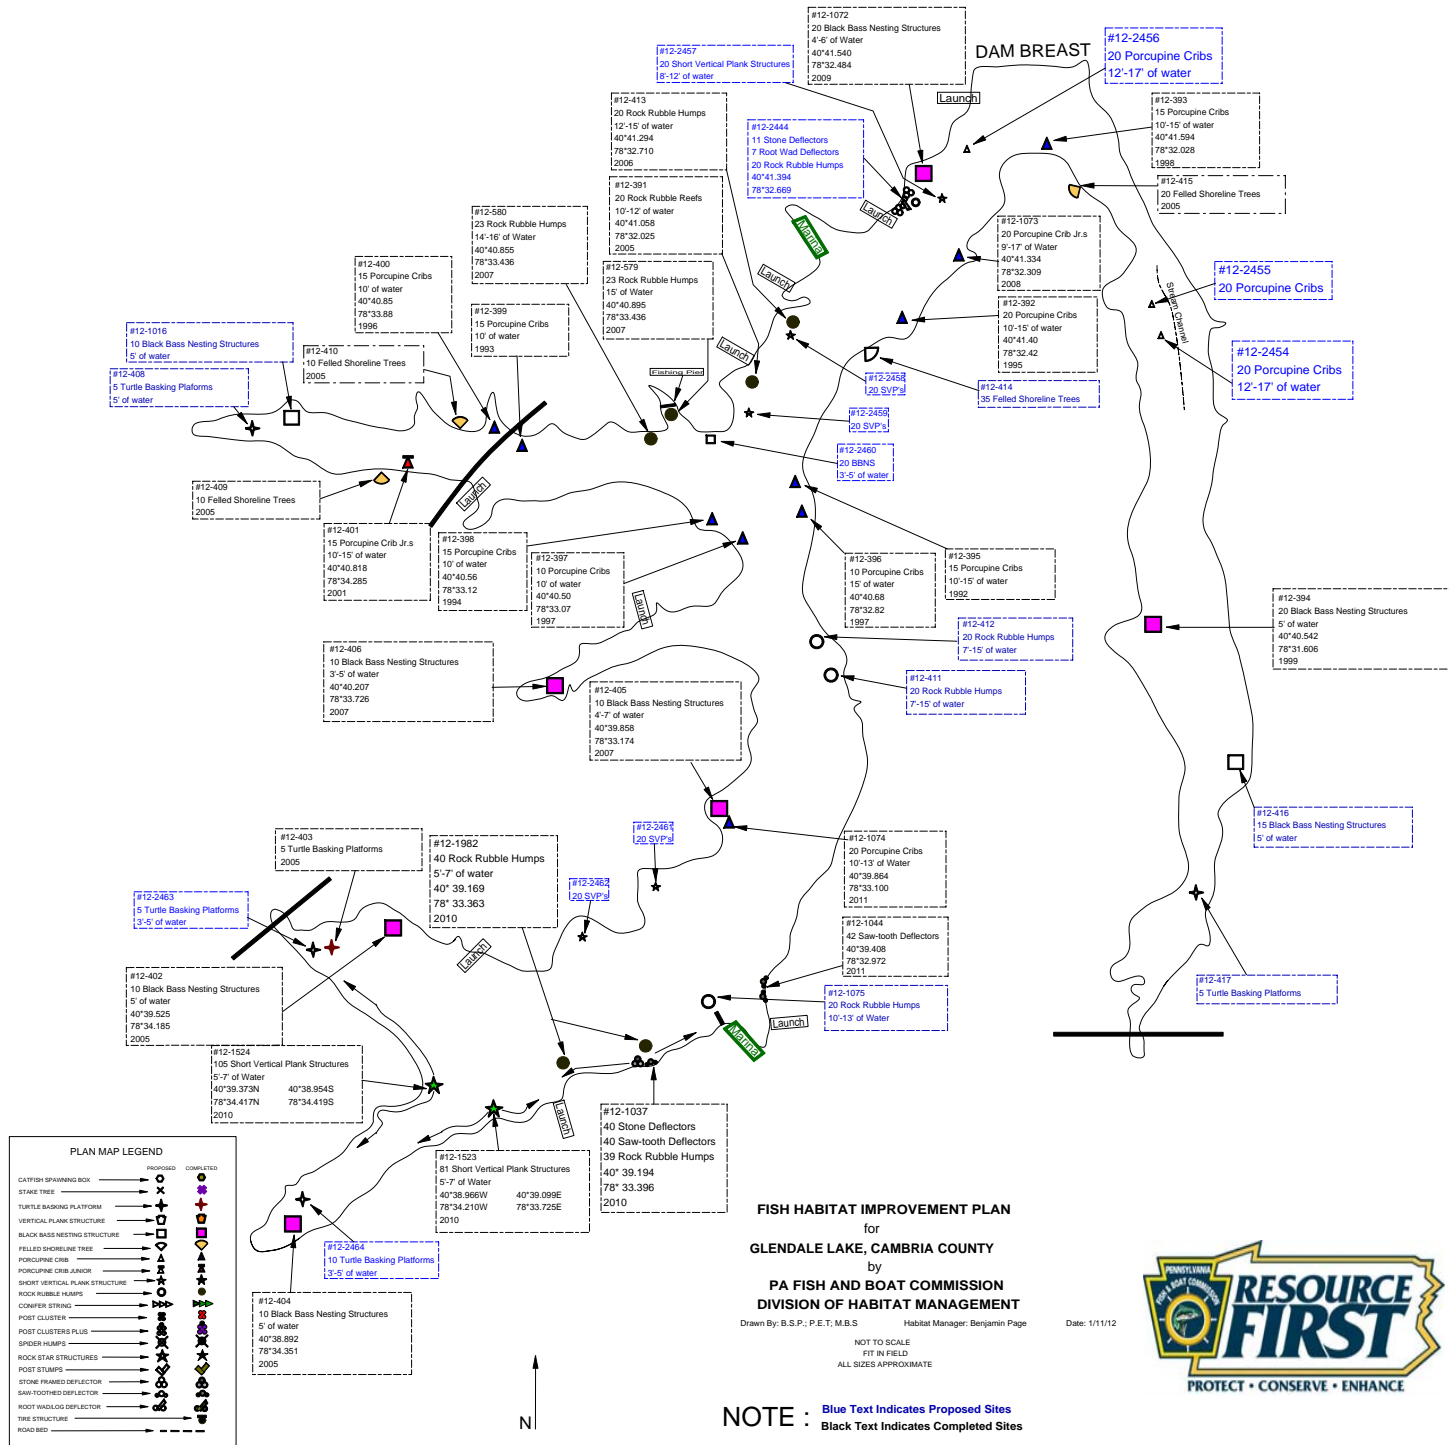 #12-1072
20 Black Bass Nesting Structures
4'-6' of Water
40°41.540
78°32.484
2009
DAM BREAST
#12-2456
20 Porcupine Cribs
12'-17' of water
#12-2457
20 Short Vertical Plank Structures
8'-12' of water
Launch
#12-413
20 Rock Rubble Humps
12'-15' of water
40°41.294
78°32.710
2006
#12-2444
11 Stone Deflectors
7 Root Wad Deflectors
20 Rock Rubble Humps
40°41.394
78°32.669
#12-393
15 Porcupine Cribs
10'-15' of water
40°41.594
78°32.028
1998
#12-415
20 Felled Shoreline Trees
2005
#12-391
20 Rock Rubble Reefs
10'-12' of water
40°41.058
78°32.025
2005
#12-580
23 Rock Rubble Humps
14'-16' of Water
40°40.855
78°33.436
2007
Launch
Marina
#12-1073
20 Porcupine Crib Jr.s
9'-17' of Water
40°41.334
78°32.309
2008
#12-400
15 Porcupine Cribs
10' of water
40°40.85
78°33.88
1996
#12-579
23 Rock Rubble Humps
15' of Water
40°40.895
78°33.436
2007
Launch
#12-2455
20 Porcupine Cribs
Stream Channel
#12-399
15 Porcupine Cribs
10' of water
1993
#12-392
20 Porcupine Cribs
10'-15' of water
40°41.40
78°32.42
1995
#12-1016
10 Black Bass Nesting Structures
5' of water
#12-410
10 Felled Shoreline Trees
2005
Launch
#12-2454
20 Porcupine Cribs
12'-17' of water
#12-408
5 Turtle Basking Plaforms
5' of water
Fishing Pier
#12-2458
20 SVP's
#12-414
35 Felled Shoreline Trees
#12-2459
20 SVP's
#12-2460
20 BBNS
3'-5' of water
#12-409
10 Felled Shoreline Trees
2005
Launch
#12-401
15 Porcupine Crib Jr.s
10'-15' of water
40°40.818
78°34.285
2001
#12-398
15 Porcupine Cribs
10' of water
40°40.56
78°33.12
1994
#12-397
10 Porcupine Cribs
10' of water
40°40.50
78°33.07
1997
#12-396
10 Porcupine Cribs
15' of water
40°40.68
78°32.82
1997
#12-395
15 Porcupine Cribs
10'-15' of water
1992
Launch
#12-394
20 Black Bass Nesting Structures
5' of water
40°40.542
78°31.606
1999
#12-412
20 Rock Rubble Humps
7'-15' of water
#12-406
10 Black Bass Nesting Structures
3'-5' of water
40°40.207
78°33.726
2007
#12-411
20 Rock Rubble Humps
7'-15' of water
#12-405
10 Black Bass Nesting Structures
4'-7' of water
40°39.858
78°33.174
2007
#12-416
15 Black Bass Nesting Structures
5' of water
#12-403
5 Turtle Basking Platforms
2005
#12-1982
40 Rock Rubble Humps
5'-7' of water
40° 39.169
78° 33.363
2010
#12-2461
20 SVP's
#12-1074
20 Porcupine Cribs
10'-13' of Water
40°39.864
78°33.100
2011
#12-2462
20 SVP's
#12-2463
5 Turtle Basking Platforms
3'-5' of water
Launch
#12-1044
42 Saw-tooth Deflectors
40°39.408
78°32.972
2011
#12-402
10 Black Bass Nesting Structures
5' of water
40°39.525
78°34.185
2005
#12-1075
20 Rock Rubble Humps
10'-13' of Water
#12-417
5 Turtle Basking Platforms
Launch
Marina
#12-1524
105 Short Vertical Plank Structures
5'-7' of Water
40°39.373N 40°38.954S
78°34.417N 78°34.419S
2010
Launch
#12-1037
40 Stone Deflectors
40 Saw-tooth Deflectors
39 Rock Rubble Humps
40° 39.194
78° 33.396
2010
#12-1523
81 Short Vertical Plank Structures
5'-7' of Water
40°38.966W 40°39.099E
78°34.210W 78°33.725E
2010
#12-2464
10 Turtle Basking Platforms
3'-5' of water
#12-404
10 Black Bass Nesting Structures
5' of water
40°38.892
78°34.351
2005
PLAN MAP LEGEND
PROPOSED COMPLETED
CATFISH SPAWNING BOX
STAKE TREE
TURTLE BASKING PLATFORM
VERTICAL PLANK STRUCTURE
BLACK BASS NESTING STRUCTURE
FELLED SHORELINE TREE
PORCUPINE CRIB
PORCUPINE CRIB JUNIOR
SHORT VERTICAL PLANK STRUCTURE
ROCK RUBBLE HUMPS
CONIFER STRING
POST CLUSTER
POST CLUSTERS PLUS
SPIDER HUMPS
ROCK STAR STRUCTURES
POST STUMPS
STONE FRAMED DEFLECTOR
SAW-TOOTHED DEFLECTOR
ROOT WAD/LOG DEFLECTOR
TIRE STRUCTURE
ROAD BED
N
FISH HABITAT IMPROVEMENT PLAN
for
GLENDALE LAKE, CAMBRIA COUNTY
by
PA FISH AND BOAT COMMISSION
DIVISION OF HABITAT MANAGEMENT
Drawn By: B.S.P.; P.E.T; M.B.S Habitat Manager: Benjamin Page Date: 1/11/12
NOT TO SCALE
FIT IN FIELD
ALL SIZES APPROXIMATE
NOTE : Blue Text Indicates Proposed Sites
Black Text Indicates Completed Sites
PENNSYLVANIA
FISH & BOAT COMMISSION
RESOURCE
FIRST
PROTECT • CONSERVE • ENHANCE